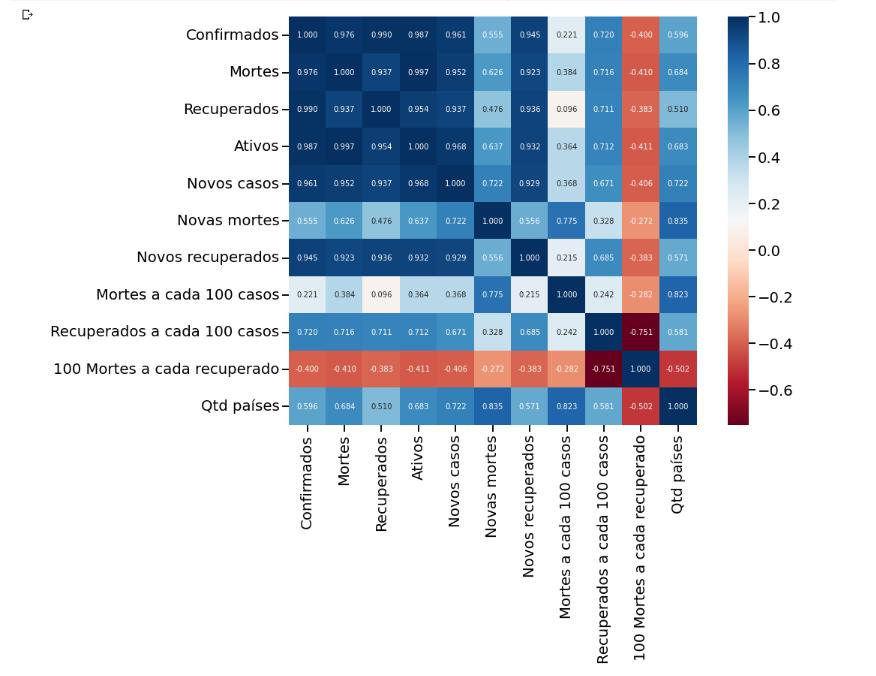 1.0
Confirmados 1.000 0.976 0.990 0.987 0.961 0.555 0.945 0.221 0.720 -0.400 0.596
0.8
Mortes 0.976 1.000 0.937 0.997 0.952 0.626 0.923 0.384 0.716 -0.410 0.684
Recuperados 0.990 0.937 1.000 0.954 0.937 0.476 0.936 0.096 0.711 -0.383 0.510
0.6
Ativos 0.987 0.997 0.954 1.000 0.968 0.637 0.932 0.364 0.712 -0.411 0.683
0.4
Novos casos 0.961 0.952 0.937 0.968 1.000 0.722 0.929 0.368 0.671 -0.406 0.722
0.2
Novas mortes 0.555 0.626 0.476 0.637 0.722 1.000 0.556 0.775 0.328 -0.272 0.835
0.0
Novos recuperados 0.945 0.923 0.936 0.932 0.929 0.556 1.000 0.215 0.685 -0.383 0.571
−0.2
Mortes a cada 100 casos 0.221 0.384 0.096 0.364 0.368 0.775 0.215 1.000 0.242 -0.282 0.823
Recuperados a cada 100 casos 0.720 0.716 0.711 0.712 0.671 0.328 0.685 0.242 1.000 -0.751 0.581
−0.4
100 Mortes a cada recuperado -0.400 -0.410 -0.383 -0.411 -0.406 -0.272 -0.383 -0.282 -0.751 1.000 -0.502
−0.6
Qtd países 0.596 0.684 0.510 0.683 0.722 0.835 0.571 0.823 0.581 -0.502 1.000
Confirmados
Mortes
Recuperados
Ativos
Novos casos
Novas mortes
Novos recuperados
Mortes a cada 100 casos
Recuperados a cada 100 casos
100 Mortes a cada recuperado
Qtd países